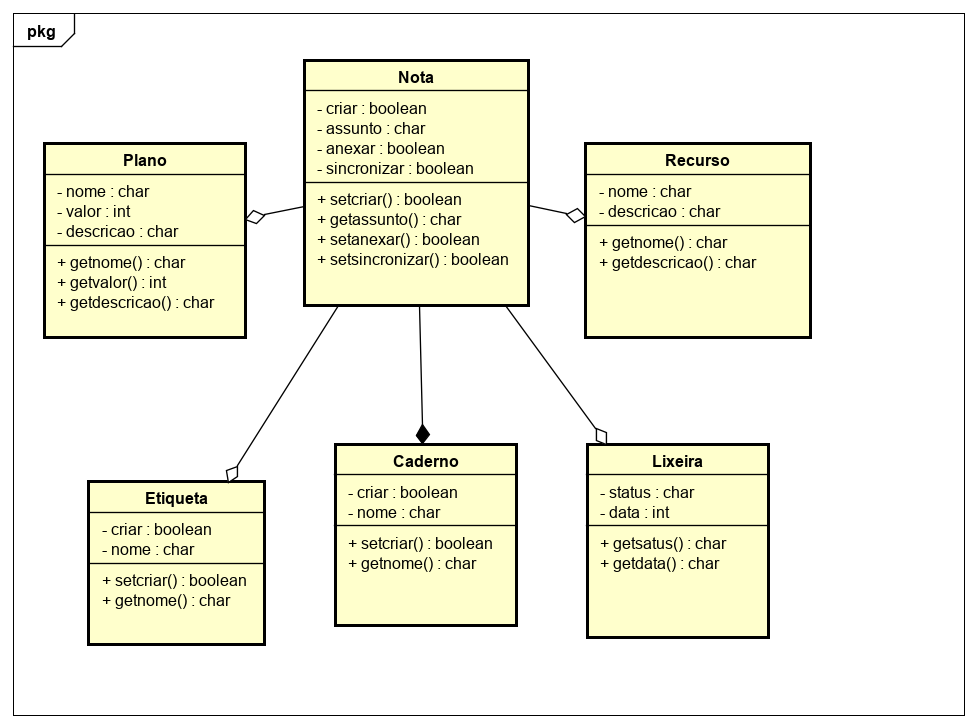 pkg
Nota
- criar : boolean
- assunto : char
- anexar : boolean
- sincronizar : boolean
+ setcriar() : boolean
+ getassunto() : char
+ setanexar() : boolean
+ setsincronizar() : boolean
Plano
- nome : char
- valor : int
- descricao : char
+ getnome() : char
+ getvalor() : int
+ getdescricao() : char
Recurso
- nome : char
- descricao : char
+ getnome() : char
+ getdescricao() : char
Etiqueta
- criar : boolean
- nome : char
+ setcriar() : boolean
+ getnome() : char
Caderno
- criar : boolean
- nome : char
+ setcriar() : boolean
+ getnome() : char
Lixeira
- status : char
- data : int
+ getsatus() : char
+ getdata() : char